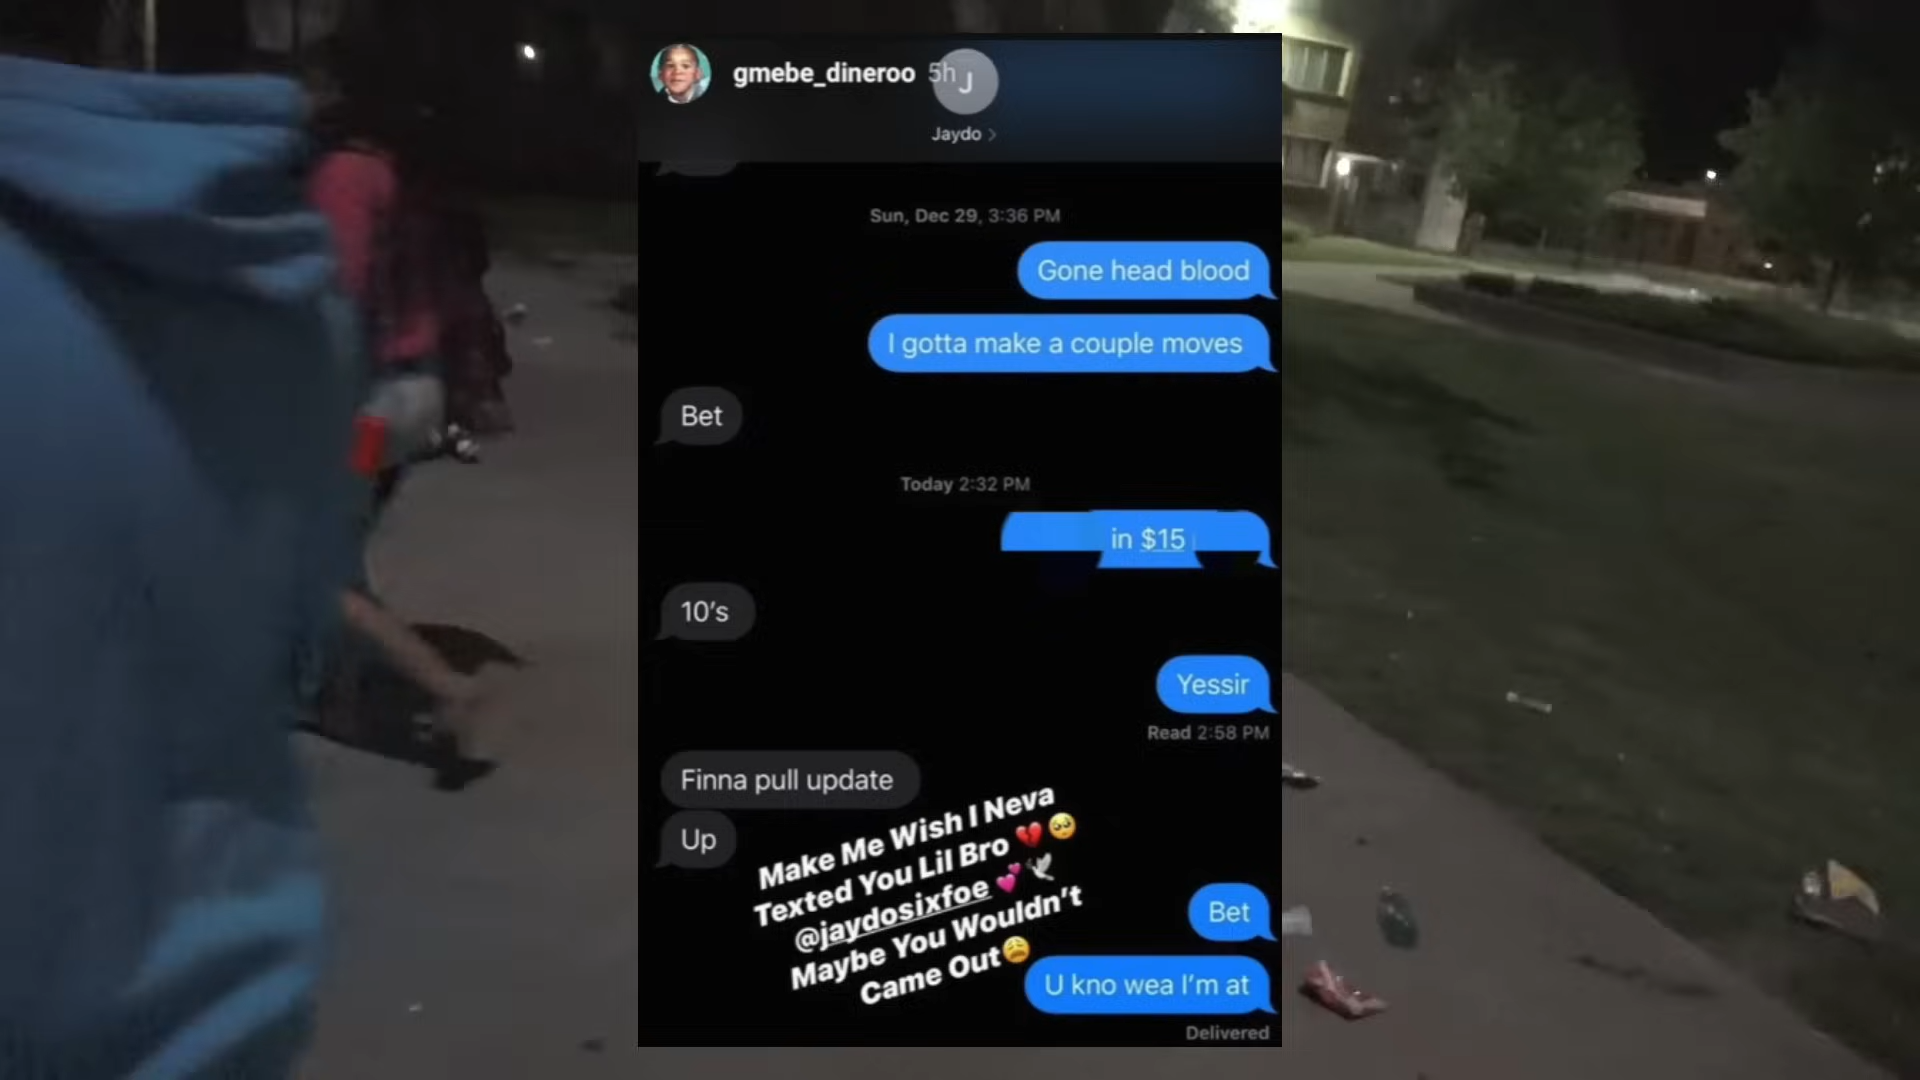 gmebe_dineroo 5h
J
Jaydo >
Sun, Dec 29, 3:36 PM
Gone head blood
I gotta make a couple moves
Bet
Today 2:32 PM
in $15
10's
Yessir
Read 2:58 PM
Finna pull update
Up
Make Me Wish I Neva
Texted You Lil Bro 💔🥺
@jaydosixfoe 💕🕊️
Maybe You Wouldn't
Came Out😩
Bet
U kno wea I'm at
Delivered